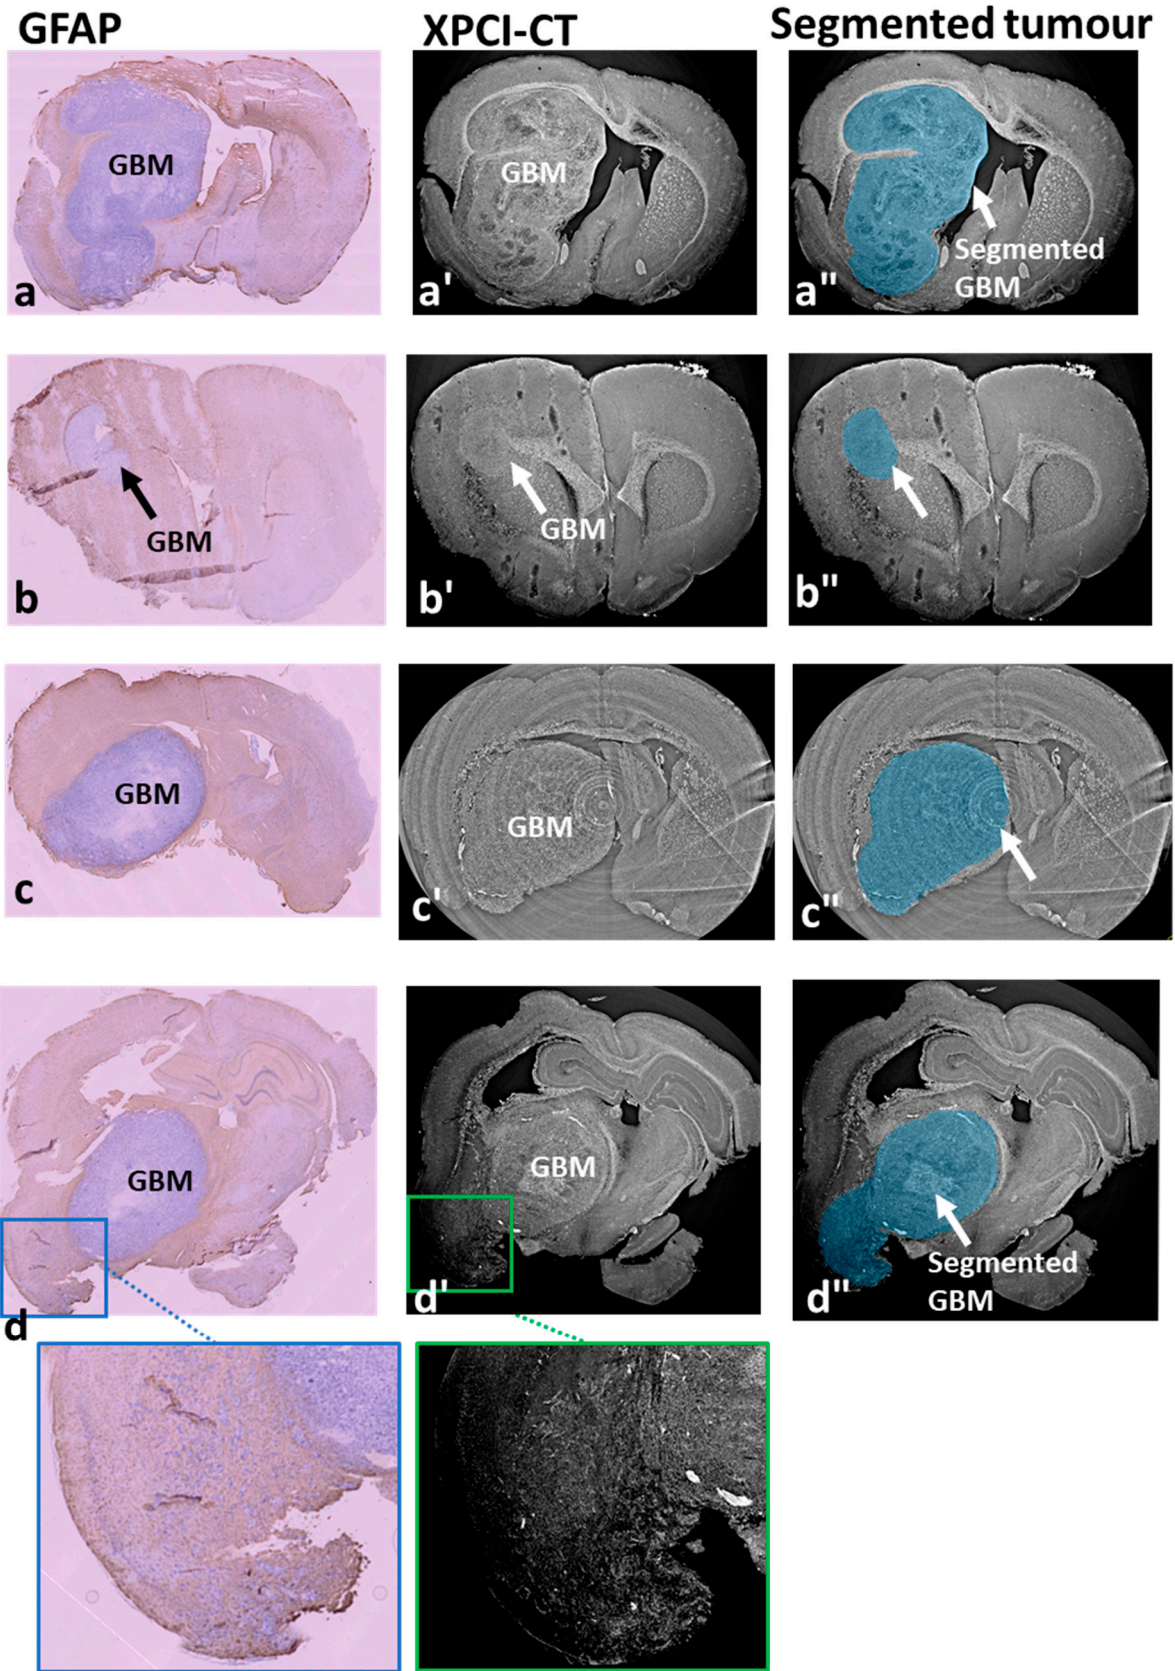 GFAP
XPCI-CT
Segmented tumour
GBM
a
GBM
a'
Segmented
GBM
a"
GBM
b
GBM
b'
b"
GBM
c
GBM
c'
c"
GBM
d
GBM
d'
Segmented
GBM
d"